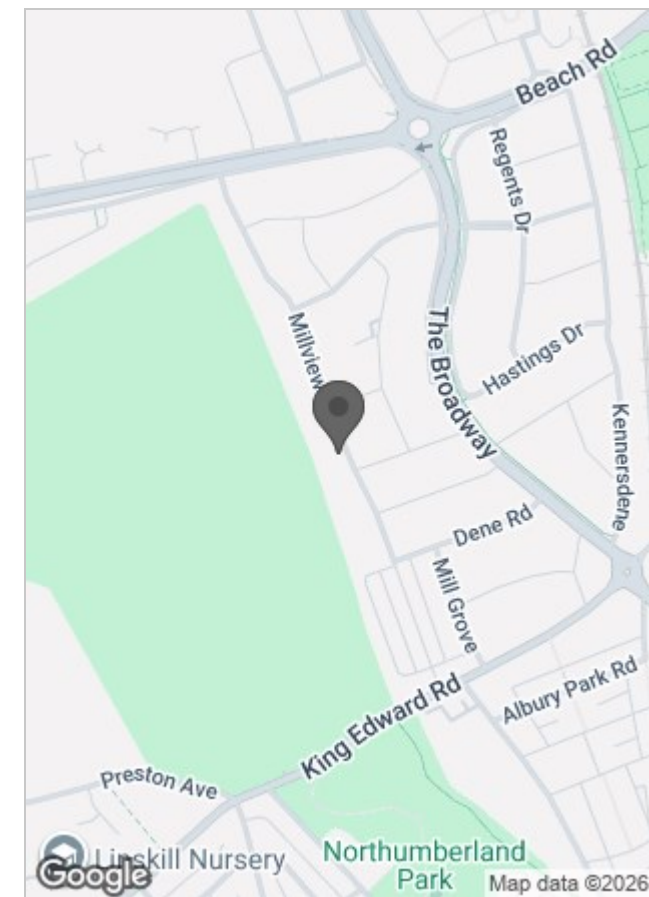 Beach Rd
Regents Dr
Millview
The Broadway
Hastings Dr
Kennersdene
Dene Rd
Mill Grove
King Edward Rd
Albury Park Rd
Preston Ave
Linskill Nursery
Northumberland
Park
Google
Map data ©2026